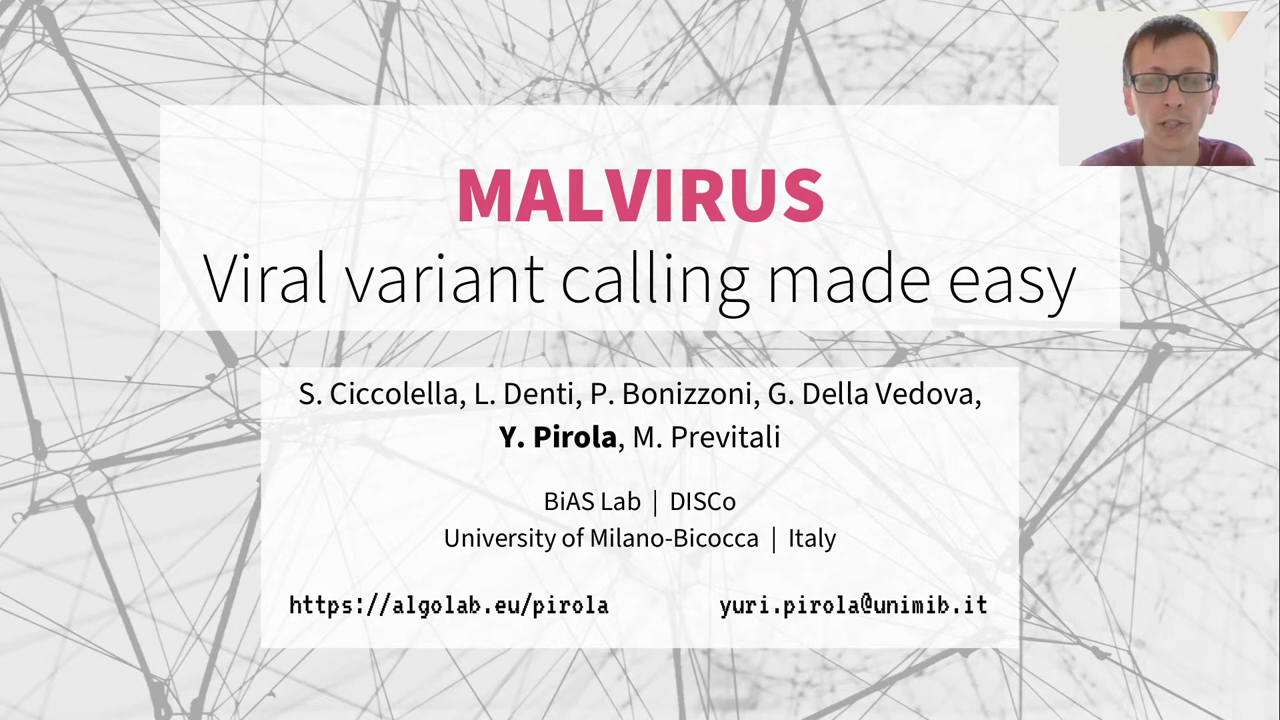 MALVIRUS
Viral variant calling made easy
S. Ciccolella, L. Denti, P. Bonizzoni, G. Della Vedova,
Y. Pirola, M. Previtali
BiAS Lab | DISCo
University of Milano-Bicocca | Italy
https://algolab.eu/pirola
yuri.pirola@unimib.it